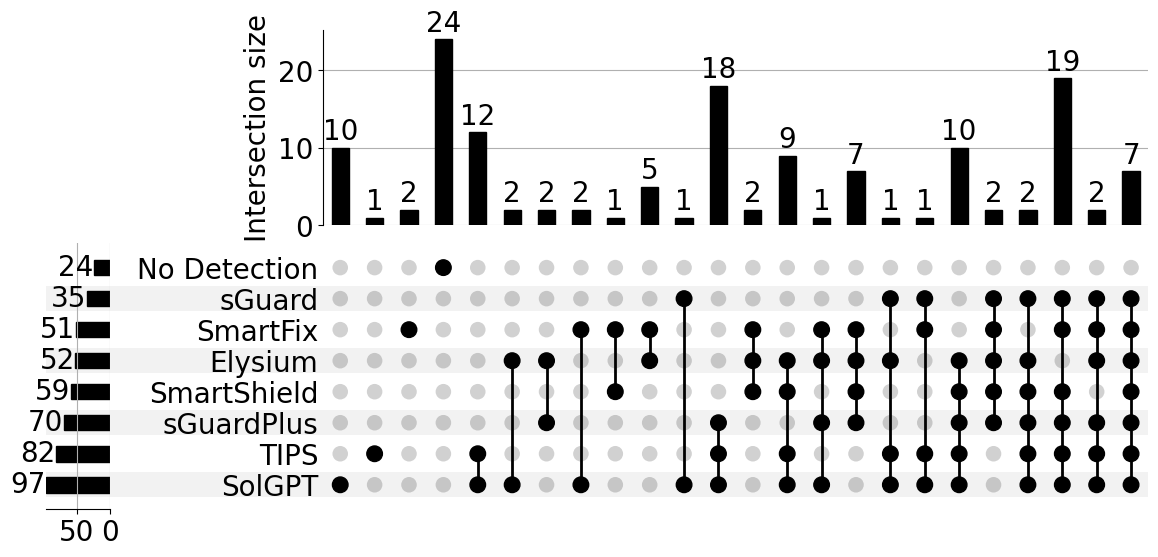 Intersection size
20
10
0
10 1 2 24 12 2 2 2 1 5 1 18 2 9 1 7 1 1 10 2 2 19 2 7
24 No Detection
35 sGuard
51 SmartFix
52 Elysium
59 SmartShield
70 sGuardPlus
82 TIPS
97 SolGPT
50 0